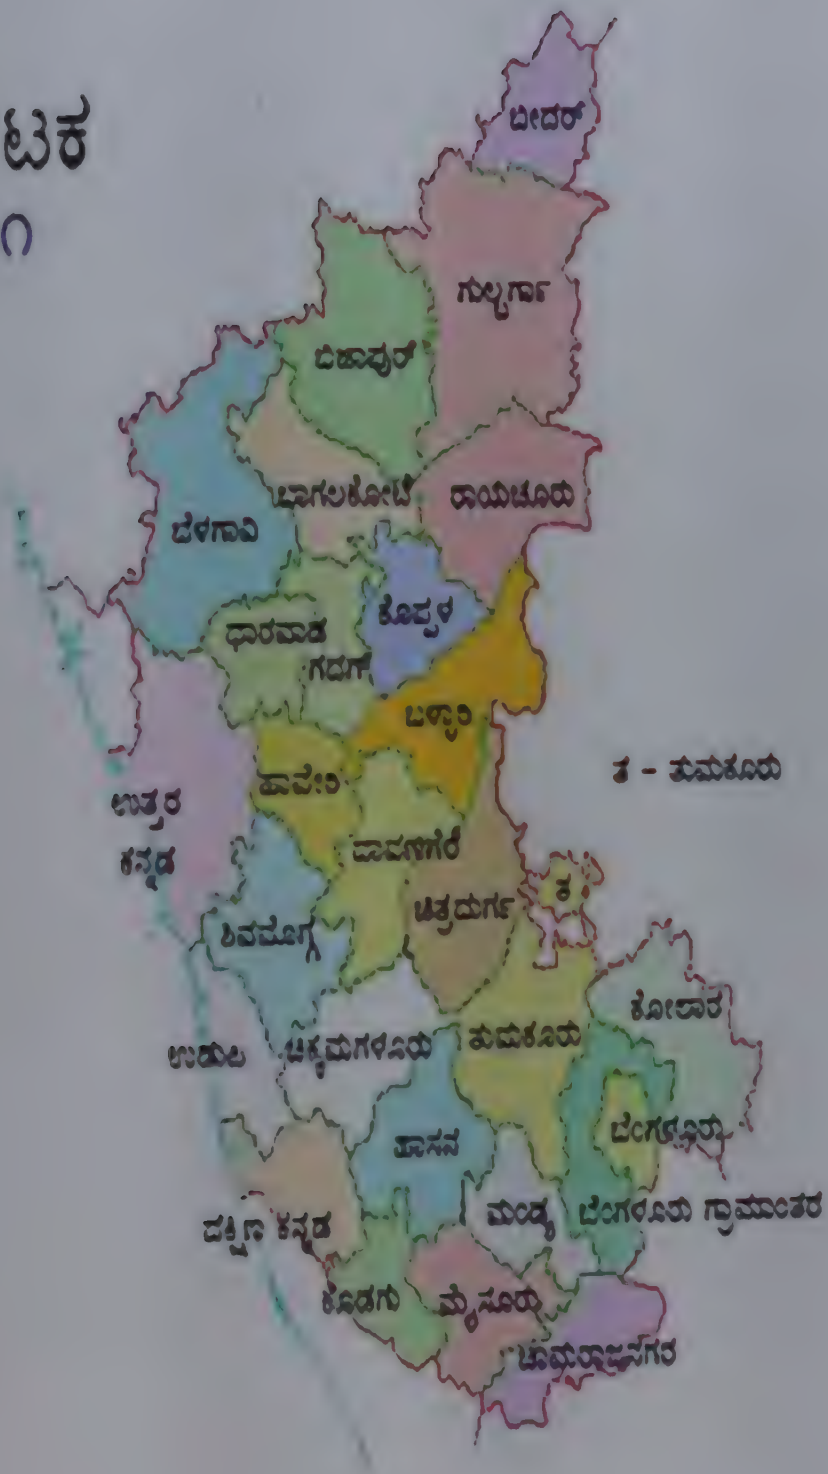 ಟಕ
೧
ಬೀದರ್
ಗುಲ್ಬರ್ಗಾ
ಬಿಜಾಪುರ್
ಬಾಗಲಕೋಟೆ
ರಾಯಚೂರು
ಬೆಳಗಾವಿ
ಕೊಪ್ಪಳ
ಧಾರವಾಡ
ಗದಗ್
ಬಳ್ಳಾರಿ
ತ - ತುಮಕೂರು
ಹಾವೇರಿ
ಉತ್ತರ
ಕನ್ನಡ
ದಾವಣಗೆರೆ
ತ
ಚಿತ್ರದುರ್ಗ
ಶಿವಮೊಗ್ಗ
ಕೋಲಾರ
ತುಮಕೂರು
ಉಡುಪಿ
ಚಿಕ್ಕಮಗಳೂರು
ಬೆಂಗಳೂರು
ಹಾಸನ
ಮಂಡ್ಯ
ಬೆಂಗಳೂರು ಗ್ರಾಮಾಂತರ
ದಕ್ಷಿಣ ಕನ್ನಡ
ಕೊಡಗು
ಮೈಸೂರು
ಚಾಮರಾಜನಗರ